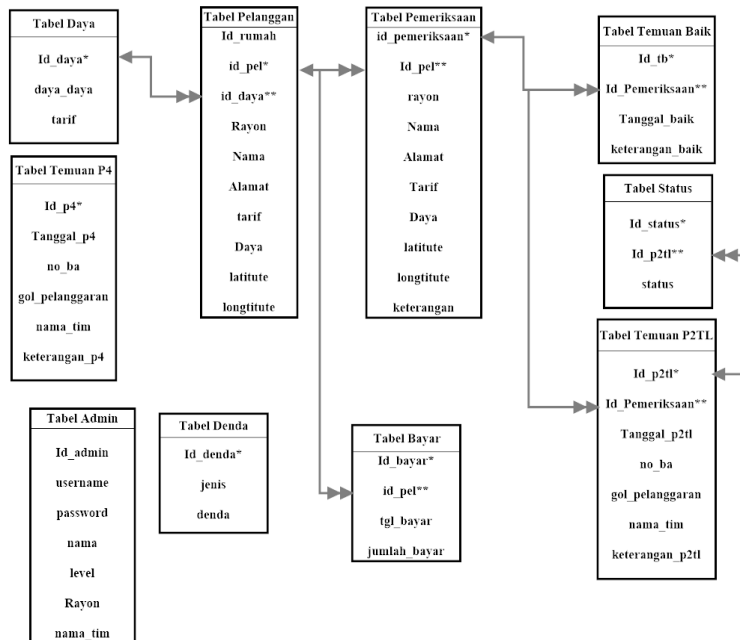 Tabel Daya
Id_daya*
daya_daya
tarif
Tabel Pelanggan
Id_rumah
id_pel*
id_daya**
Rayon
Nama
Alamat
tarif
Daya
latitute
longtitute
Tabel Pemeriksaan
id_pemeriksaan*
Id_pel**
rayon
Nama
Alamat
Tarif
Daya
latitute
longtitute
keterangan
Tabel Temuan Baik
Id_tb*
Id_Pemeriksaan**
Tanggal_baik
keterangan_baik
Tabel Temuan P4
Id_p4*
Tanggal_p4
no_ba
gol_pelanggaran
nama_tim
keterangan_p4
Tabel Status
Id_status*
Id_p2tl**
status
Tabel Temuan P2TL
Id_p2tl*
Id_Pemeriksaan**
Tanggal_p2tl
no_ba
gol_pelanggaran
nama_tim
keterangan_p2tl
Tabel Admin
Id_admin
username
password
nama
level
Rayon
nama_tim
Tabel Denda
Id_denda*
jenis
denda
Tabel Bayar
Id_bayar*
id_pel**
tgl_bayar
jumlah_bayar